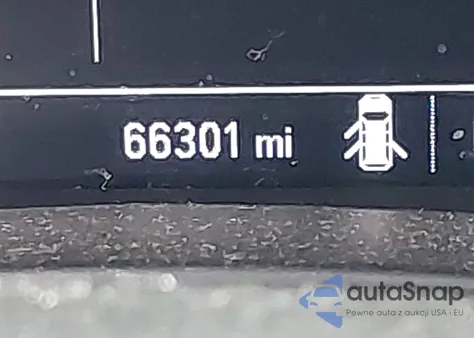 66301 mi
autaSnap
Pewne auta z aukcji USA - EU